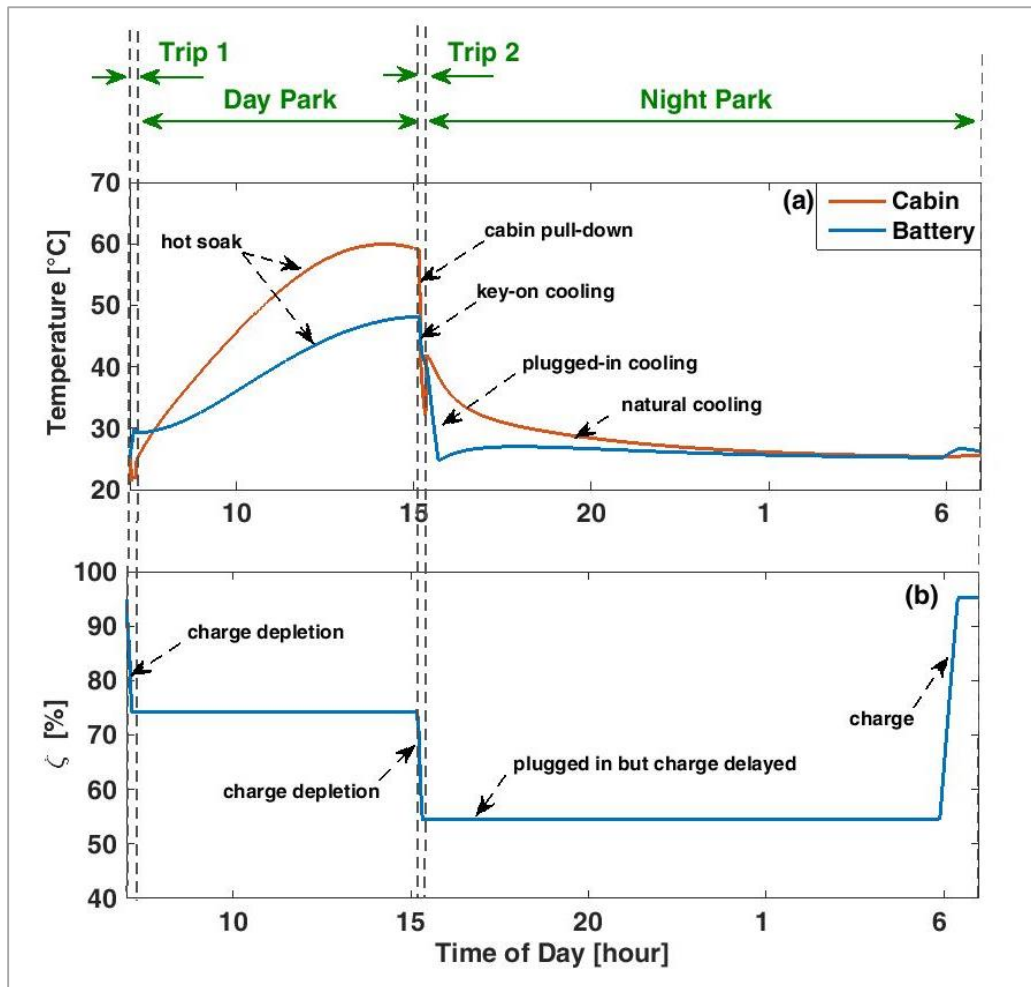 Trip 1
Trip 2
Day Park
Night Park
(a)
Cabin
Battery
hot soak
cabin pull-down
key-on cooling
plugged-in cooling
natural cooling
Temperature [°C]
70
60
50
40
30
20
10 15 20 1 6
(b)
charge depletion
charge depletion
plugged in but charge delayed
charge
ζ [%]
100
90
80
70
60
50
40
10 15 20 1 6
Time of Day [hour]